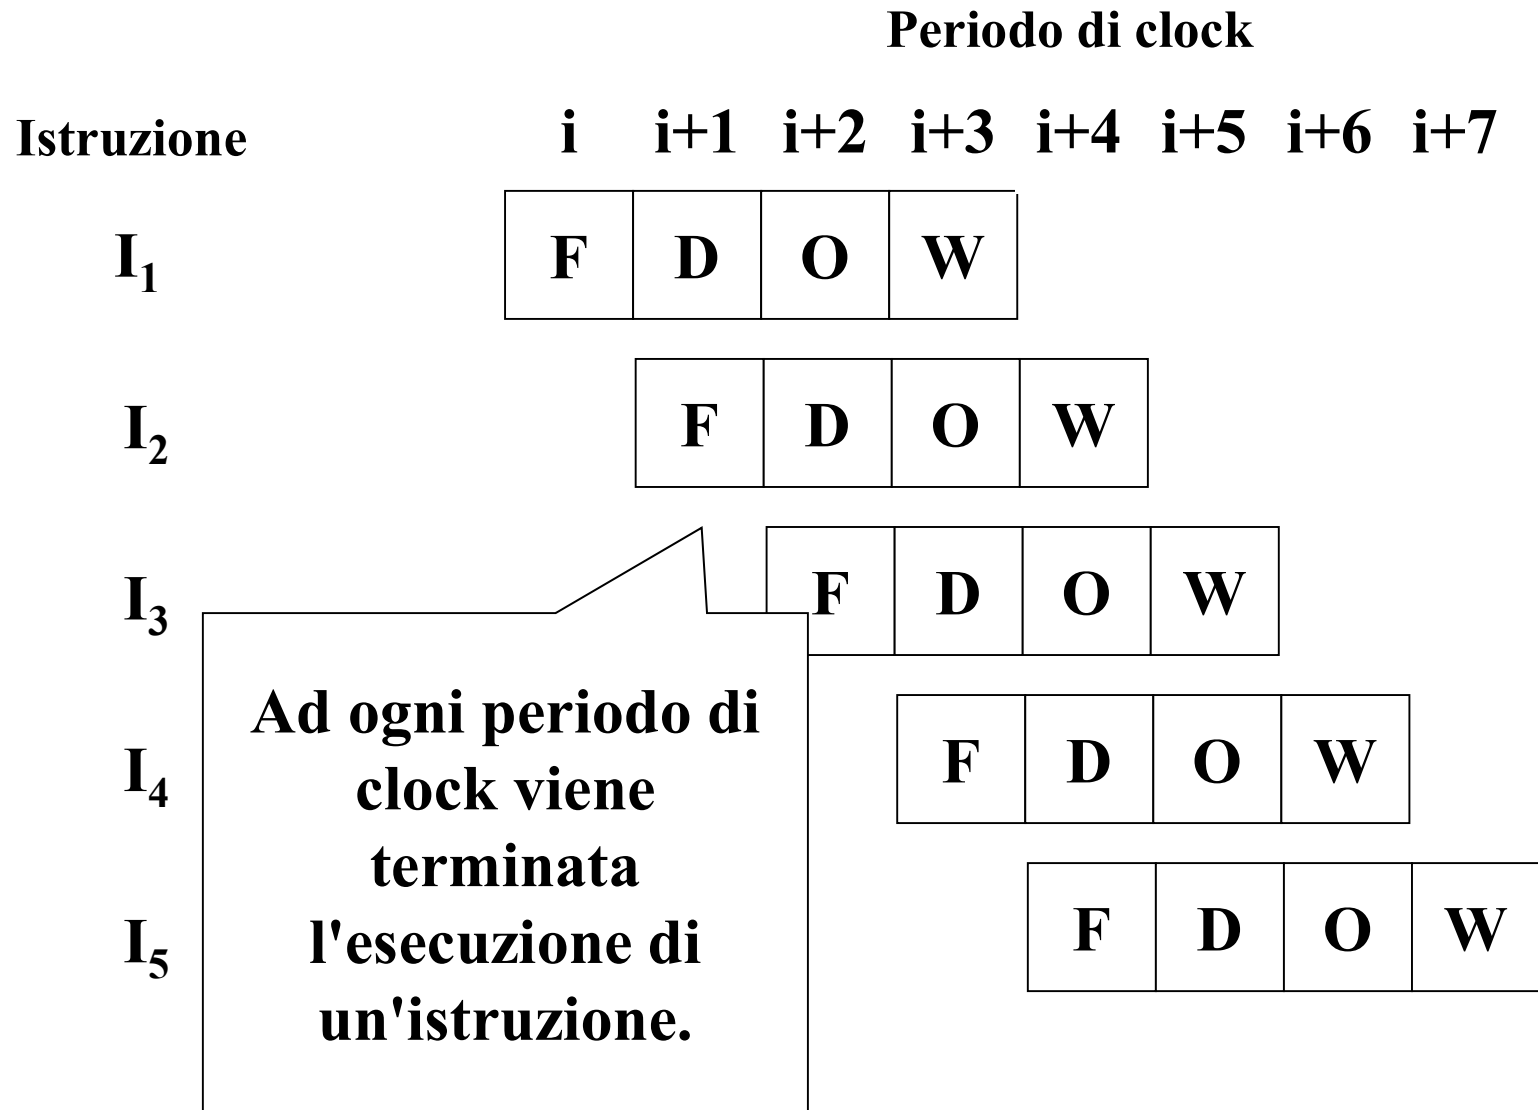 Periodo di clock
Istruzione i i+1 i+2 i+3 i+4 i+5 i+6 i+7
I1 F D O W
I2 F D O W
I3 F D O W
I4 F D O W
I5 F D O W
Ad ogni periodo di
clock viene
terminata
l'esecuzione di
un'istruzione.